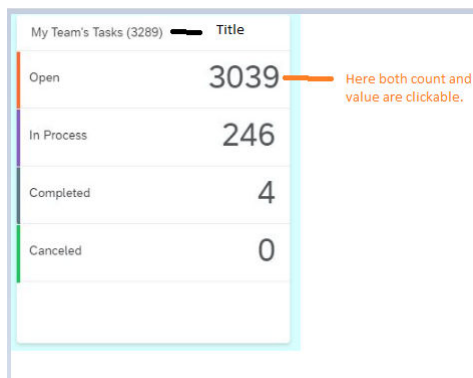 My Team's Tasks (3289) Title
Open 3039
Here both count and
value are clickable.
In Process 246
Completed 4
Canceled 0